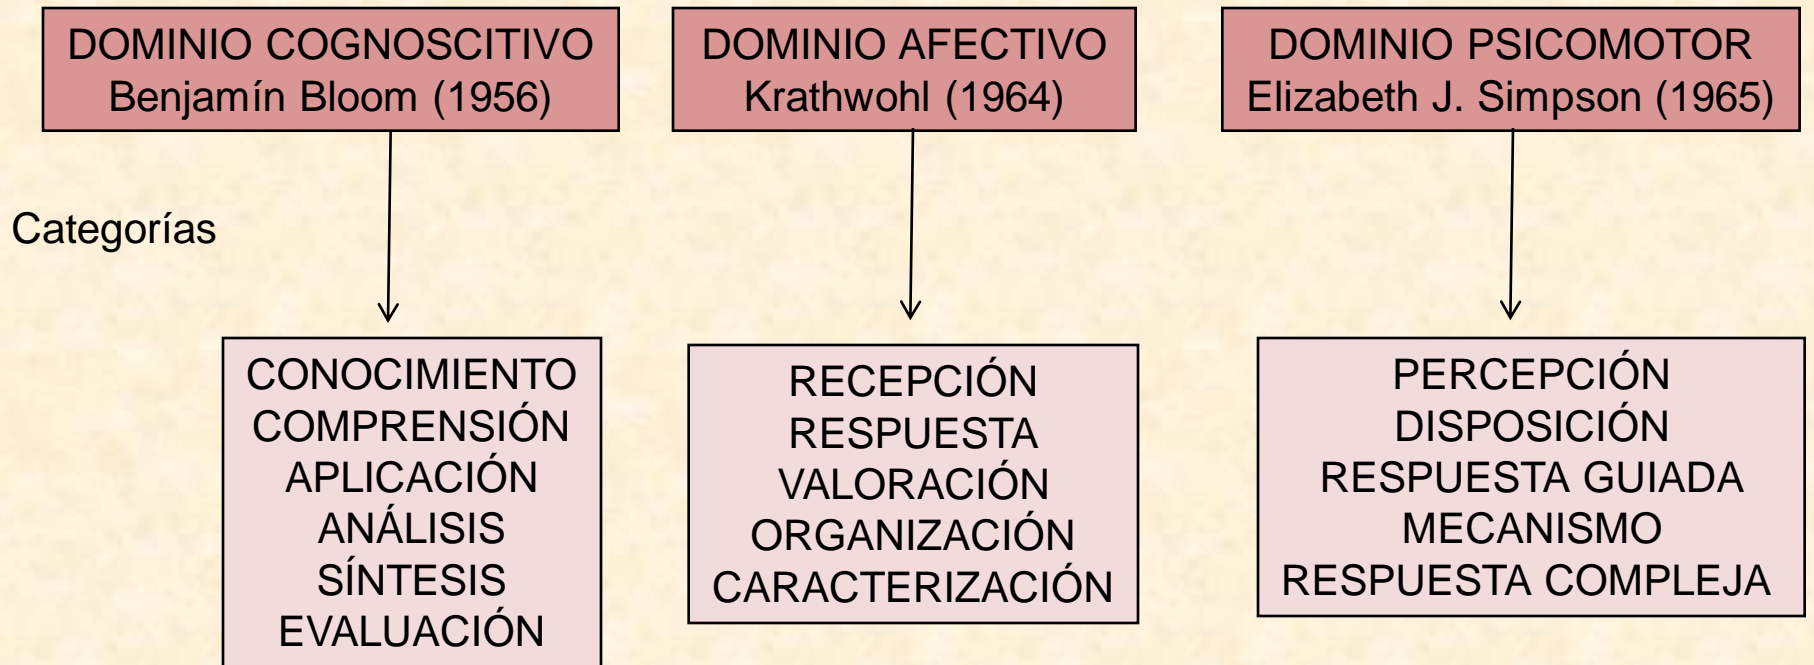 DOMINIO COGNOSCITIVO
Benjamín Bloom (1956)
DOMINIO AFECTIVO
Krathwohl (1964)
DOMINIO PSICOMOTOR
Elizabeth J. Simpson (1965)
Categorías
CONOCIMIENTO
COMPRENSIÓN
APLICACIÓN
ANÁLISIS
SÍNTESIS
EVALUACIÓN
RECEPCIÓN
RESPUESTA
VALORACIÓN
ORGANIZACIÓN
CARACTERIZACIÓN
PERCEPCIÓN
DISPOSICIÓN
RESPUESTA GUIADA
MECANISMO
RESPUESTA COMPLEJA